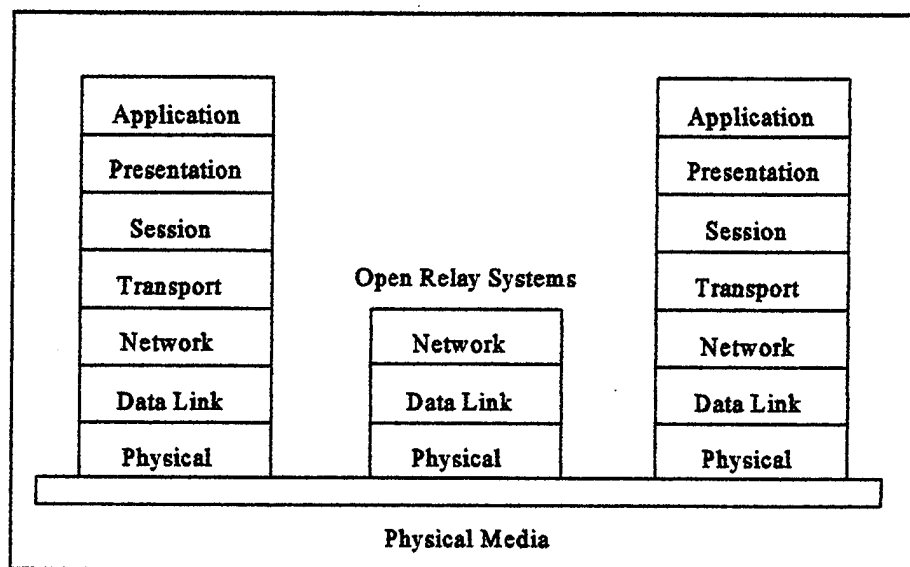 Application
Presentation
Session
Transport
Network
Data Link
Physical
Open Relay Systems
Network
Data Link
Physical
Application
Presentation
Session
Transport
Network
Data Link
Physical
Physical Media